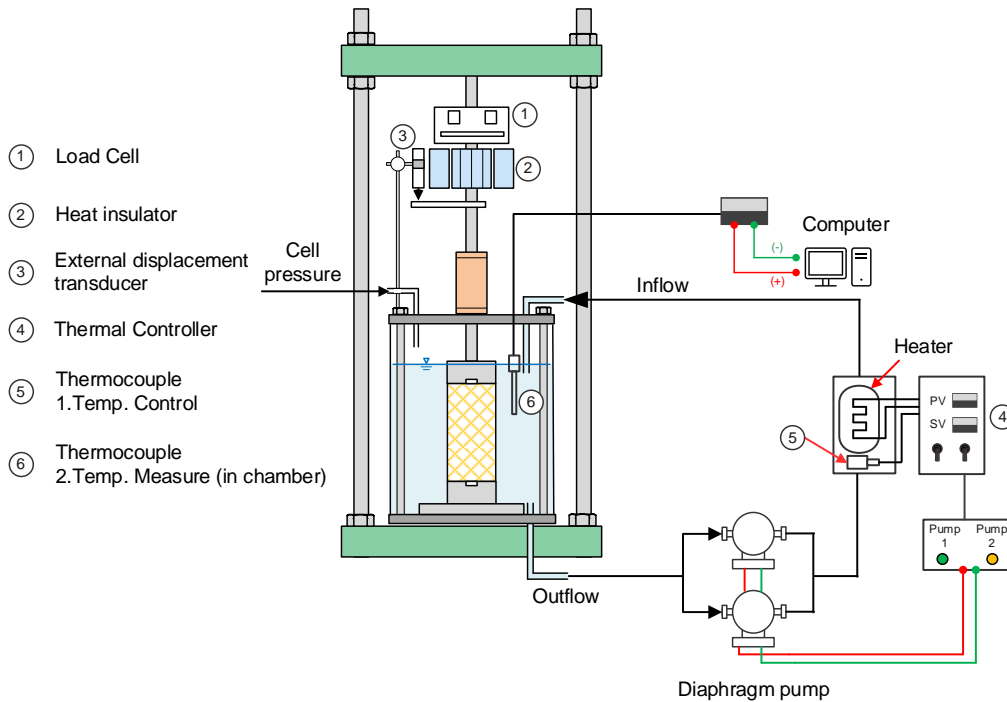 1 Load Cell
2 Heat insulator
3 External displacement
transducer
4 Thermal Controller
5 Thermocouple
1.Temp. Control
6 Thermocouple
2.Temp. Measure (in chamber)
1
3
2
Cell
pressure
6
Inflow
Outflow
(-)
(+)
Computer
Heater
5
PV
SV
4
Pump
1
Pump
2
Diaphragm pump